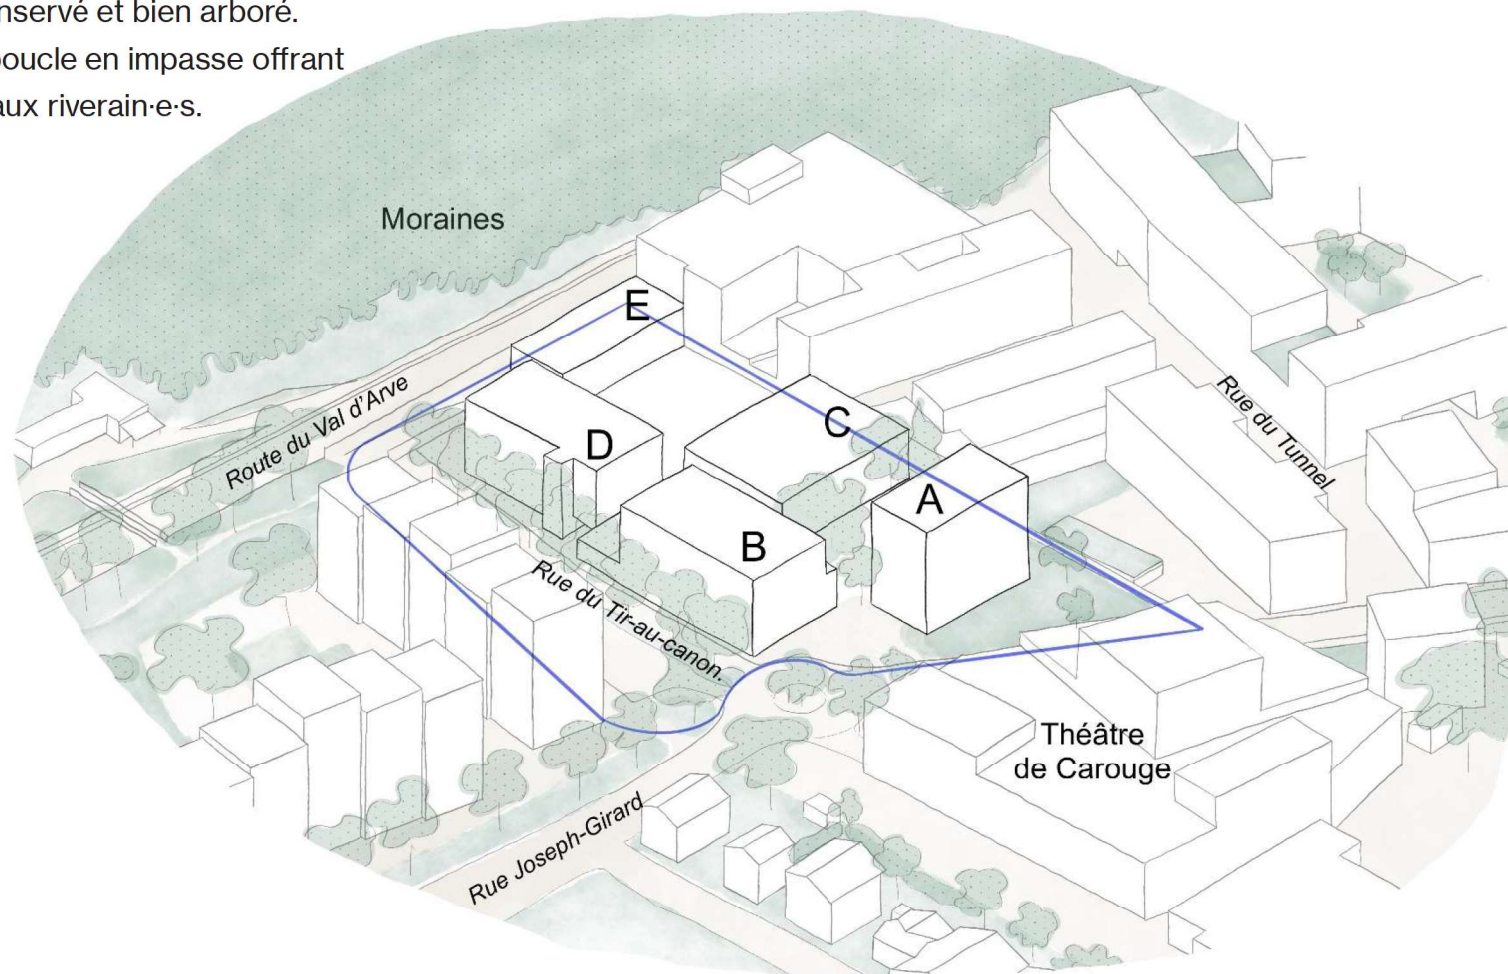 nservé et bien arboré.
oucle en impasse offrant
aux riverain·e·s.
Moraines
E
Route du Val d'Arve
C
D
A
B
Rue du Tunnel
Rue du Tir-au-canon.
Théâtre
de Carouge
Rue Joseph-Girard